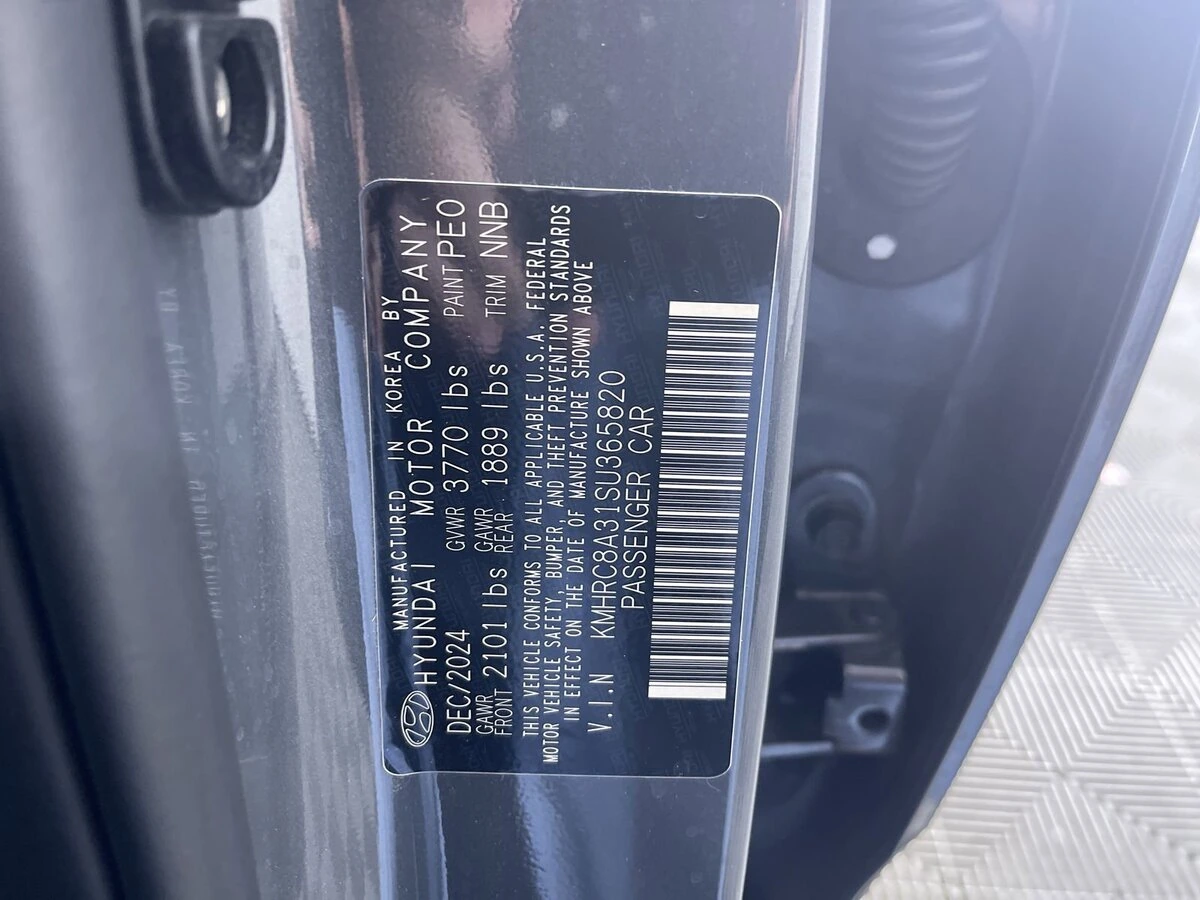 MANUFACTURED IN KOREA BY
HYUNDAI MOTOR COMPANY
DEC/2024 GVWR 3770 lbs PAINT PEO
GAWR FRONT 2101 lbs GAWR REAR 1889 lbs TRIM NNB
THIS VEHICLE CONFORMS TO ALL APPLICABLE U.S.A. FEDERAL
MOTOR VEHICLE SAFETY, BUMPER, AND THEFT PREVENTION STANDARDS
IN EFFECT ON THE DATE OF MANUFACTURE SHOWN ABOVE
V.I.N KMHRC8A31SU365820
PASSENGER CAR